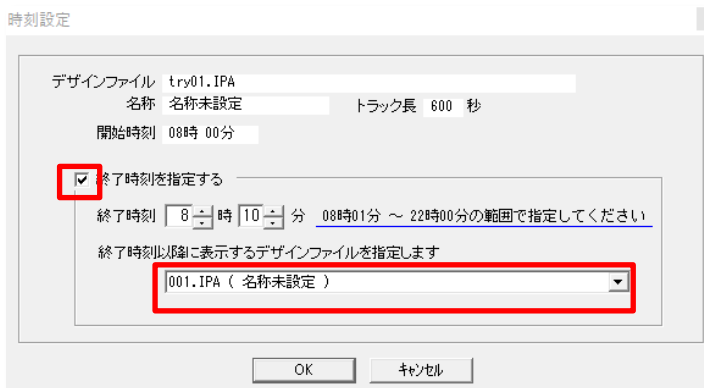 時刻設定
デザインファイル try01.IPA
名称 名称未設定 トラック長 600 秒
開始時刻 08時 00分
終了時刻を指定する
終了時刻 8 時 10 分 08時01分 ～ 22時00分の範囲で指定してください
終了時刻以降に表示するデザインファイルを指定します
001.IPA ( 名称未設定 )
OK ｷｬﾝｾﾙ